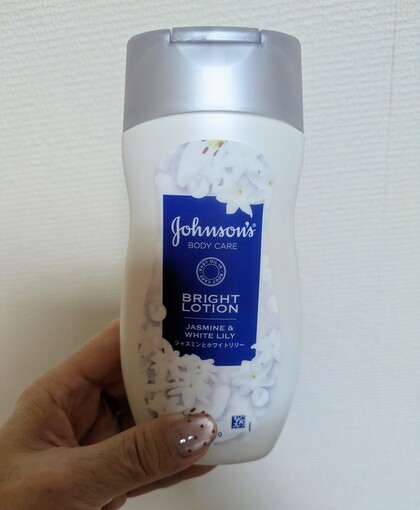 Johnson's
BODY CARE
BRIGHT
LOTION
JASMINE &
WHITE LILY
ジャスミンとホワイトリリー